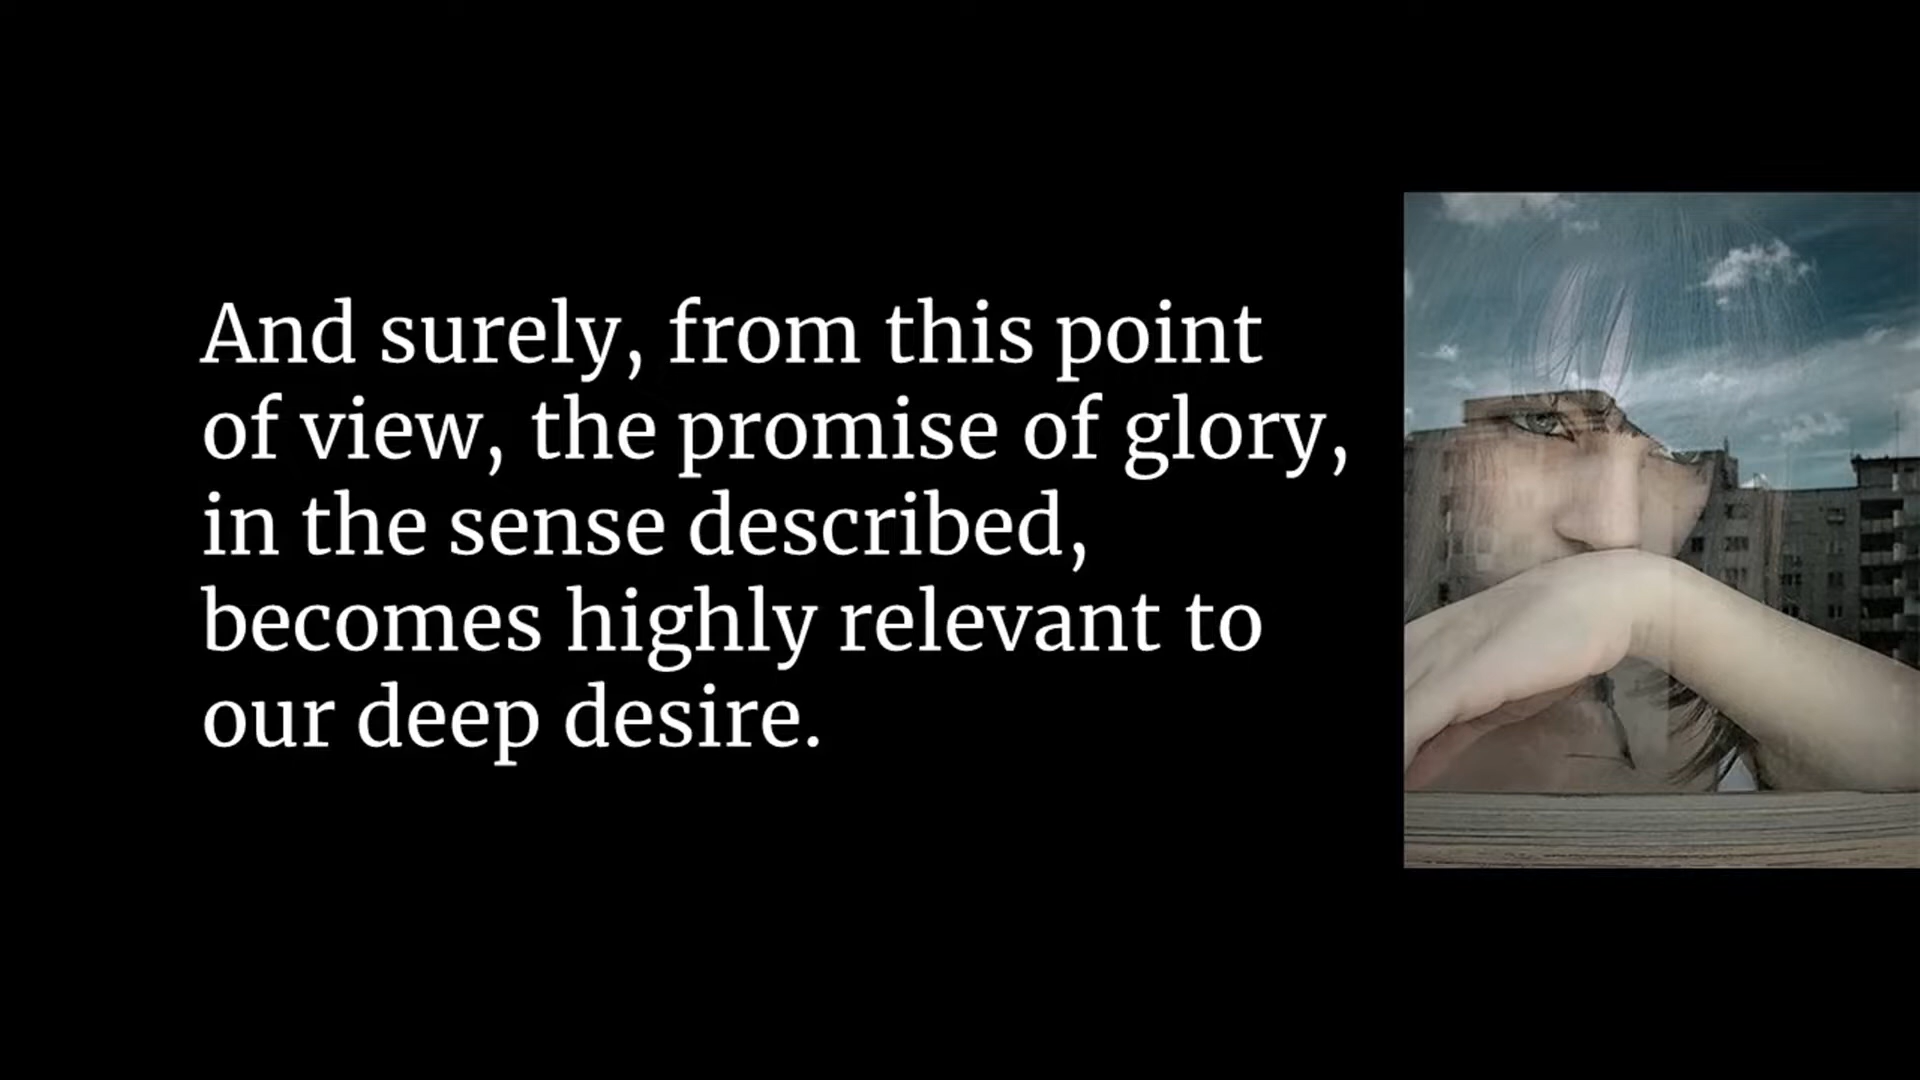 And surely, from this point
of view, the promise of glory,
in the sense described,
becomes highly relevant to
our deep desire.